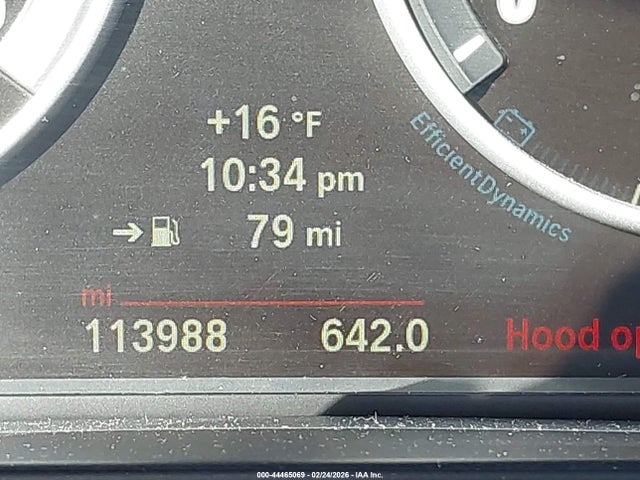 +16 °F
10:34 pm
79 mi
EfficientDynamics
mi
113988 642.0
Hood op
000-44465069 - 02/24/2026 - IAA Inc.